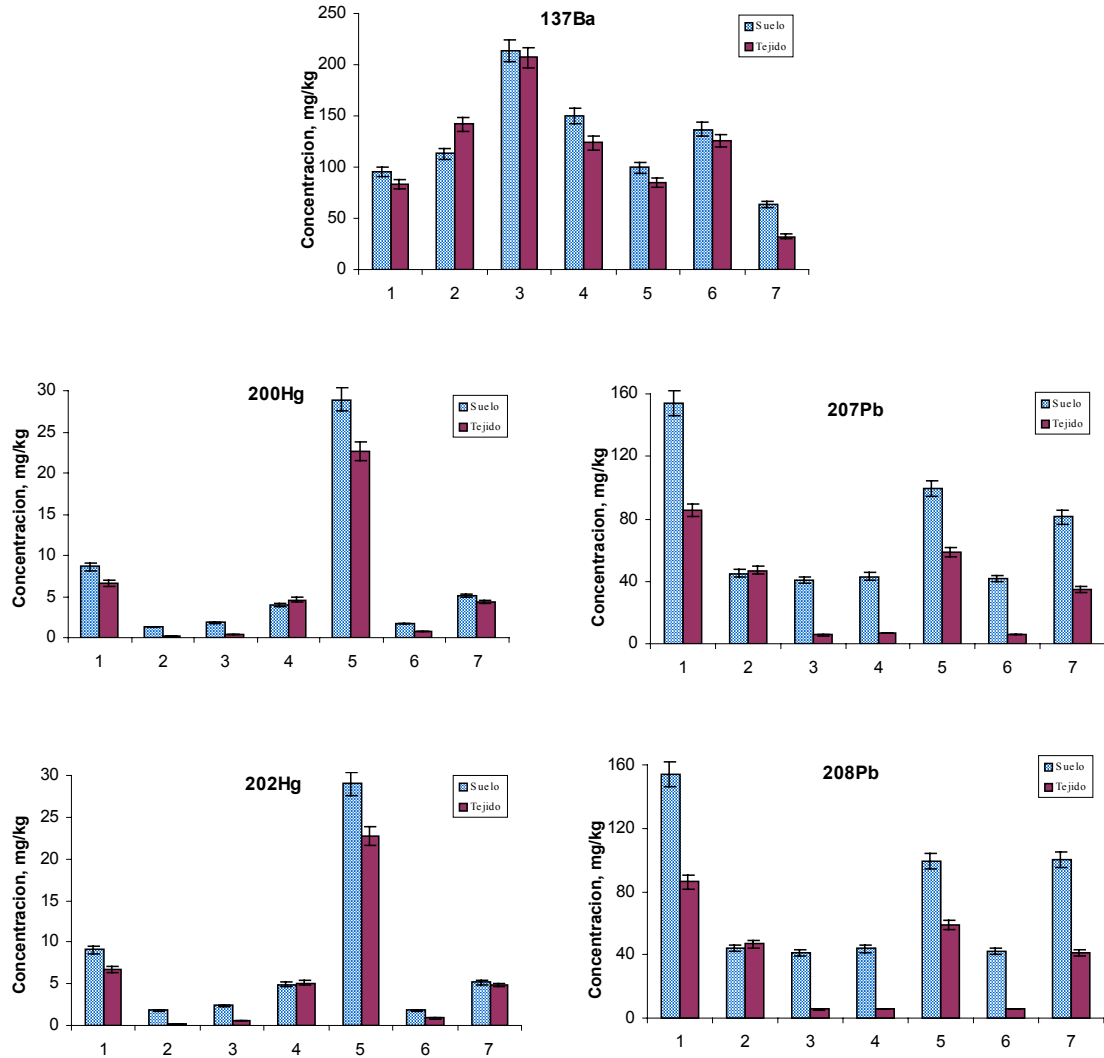 137Ba
Suelo
Tejido
Concentracion, mg/kg
250
200
150
100
50
0
1 2 3 4 5 6 7
200Hg
Suelo
Tejido
Concentracion, mg/kg
30
25
20
15
10
5
0
1 2 3 4 5 6 7
207Pb
Suelo
Tejido
Concentracion, mg/kg
160
120
80
40
0
1 2 3 4 5 6 7
202Hg
Suelo
Tejido
Concentracion, mg/kg
30
25
20
15
10
5
0
1 2 3 4 5 6 7
208Pb
Suelo
Tejido
Concentracion, mg/kg
160
120
80
40
0
1 2 3 4 5 6 7